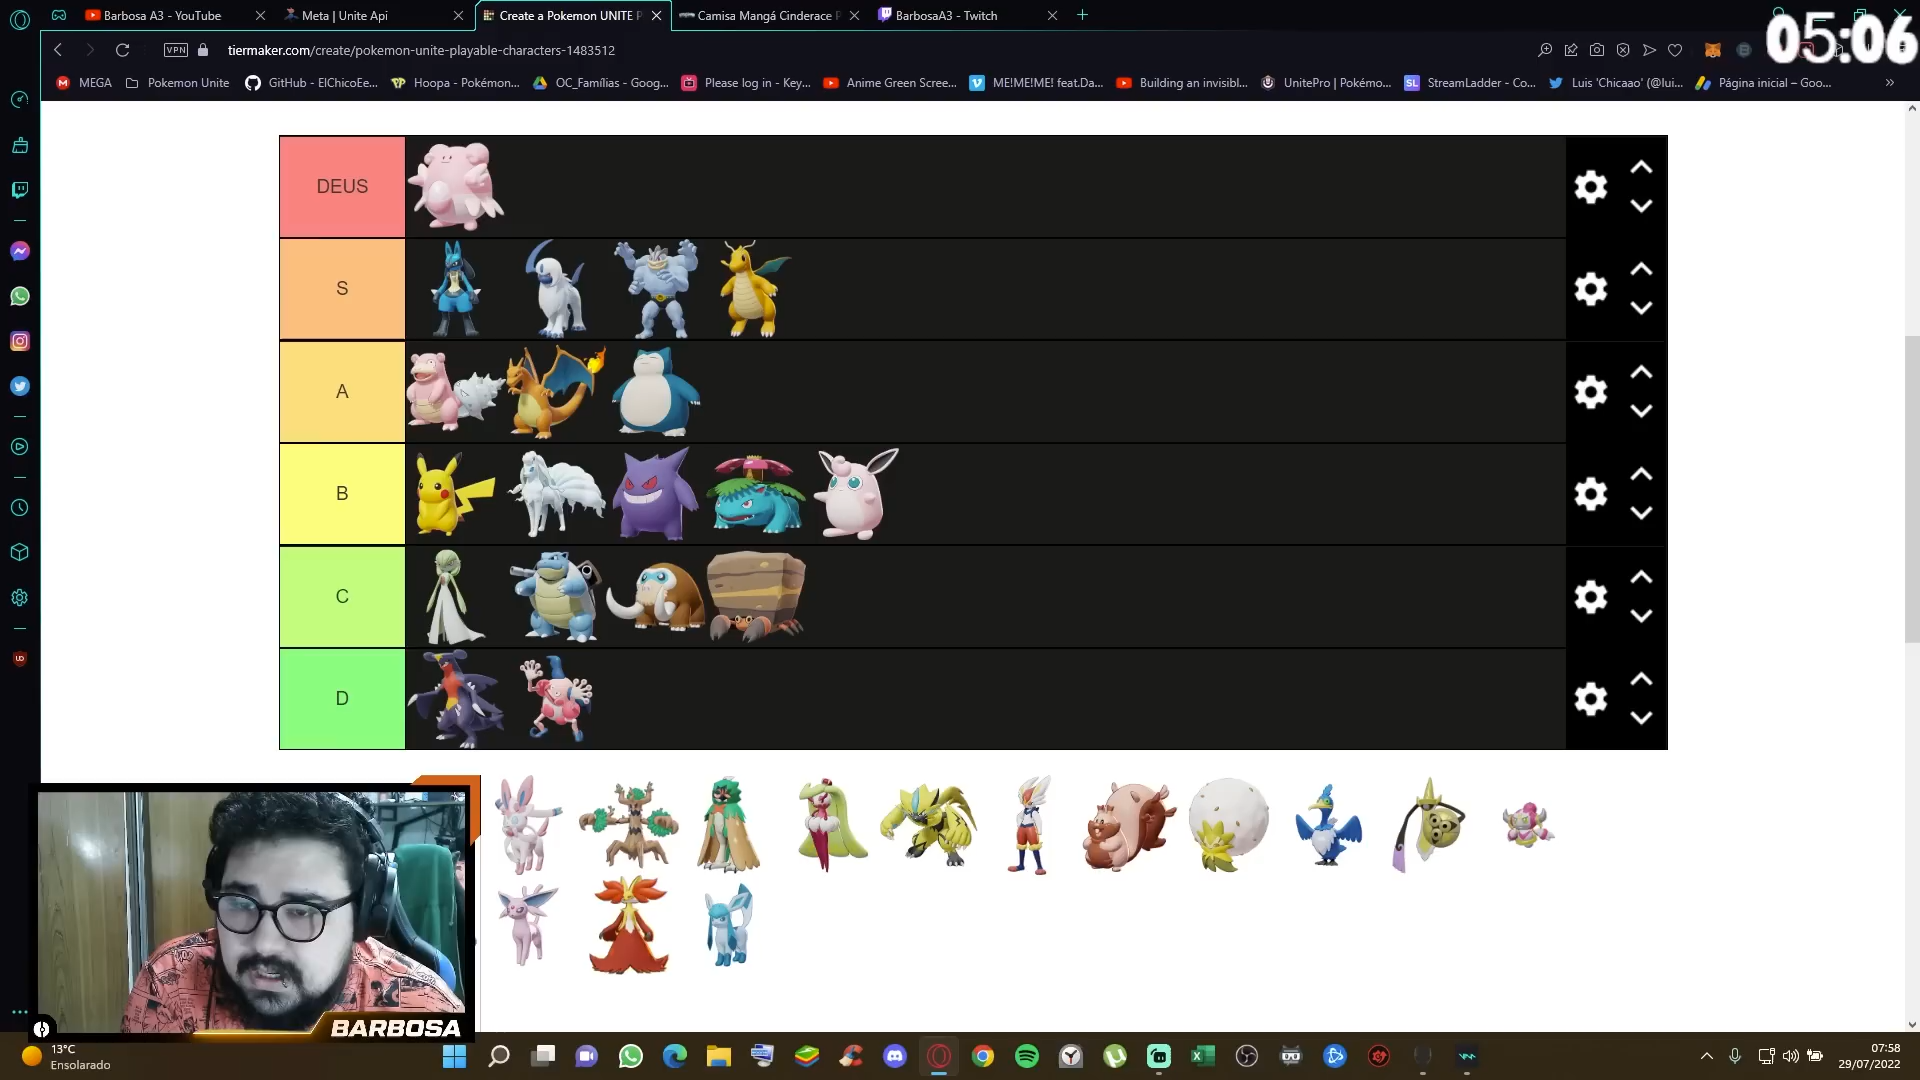 Barbosa A3 - YouTube
Meta | Unite Api
Create a Pokemon UNITE P
Camisa Mangá Cinderace P
BarbosaA3 - Twitch
05:06
VPN
tiermaker.com/create/pokemon-unite-playable-characters-1483512
MEGA
Pokemon Unite
GitHub - ElChicoEe...
Hoopa - Pokémon...
OC_Famílias - Goog...
Please log in - Key...
Anime Green Scree...
ME!ME!ME! feat.Da...
Building an invisibl...
UnitePro | Pokémo...
SL
StreamLadder - Co...
Luis 'Chicaao' (@lui...
Página inicial – Goo...
DEUS
S
A
B
C
D
BARBOSA
13°C
Ensolarado
07:58
29/07/2022